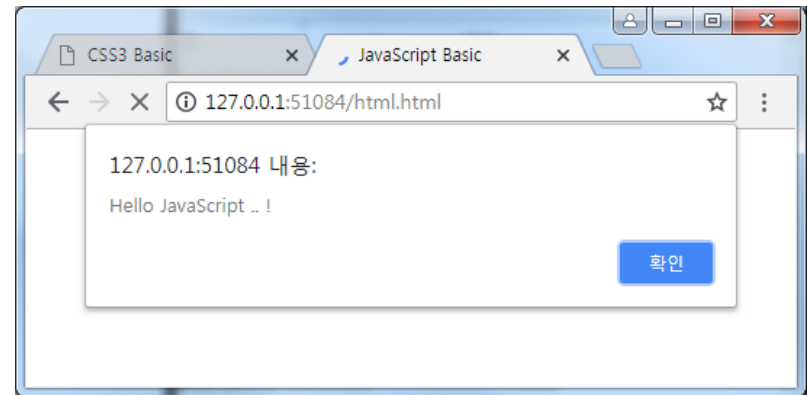 CSS3 Basic
JavaScript Basic
127.0.0.1:51084/html.html
127.0.0.1:51084 내용:
Hello JavaScript .. !
확인